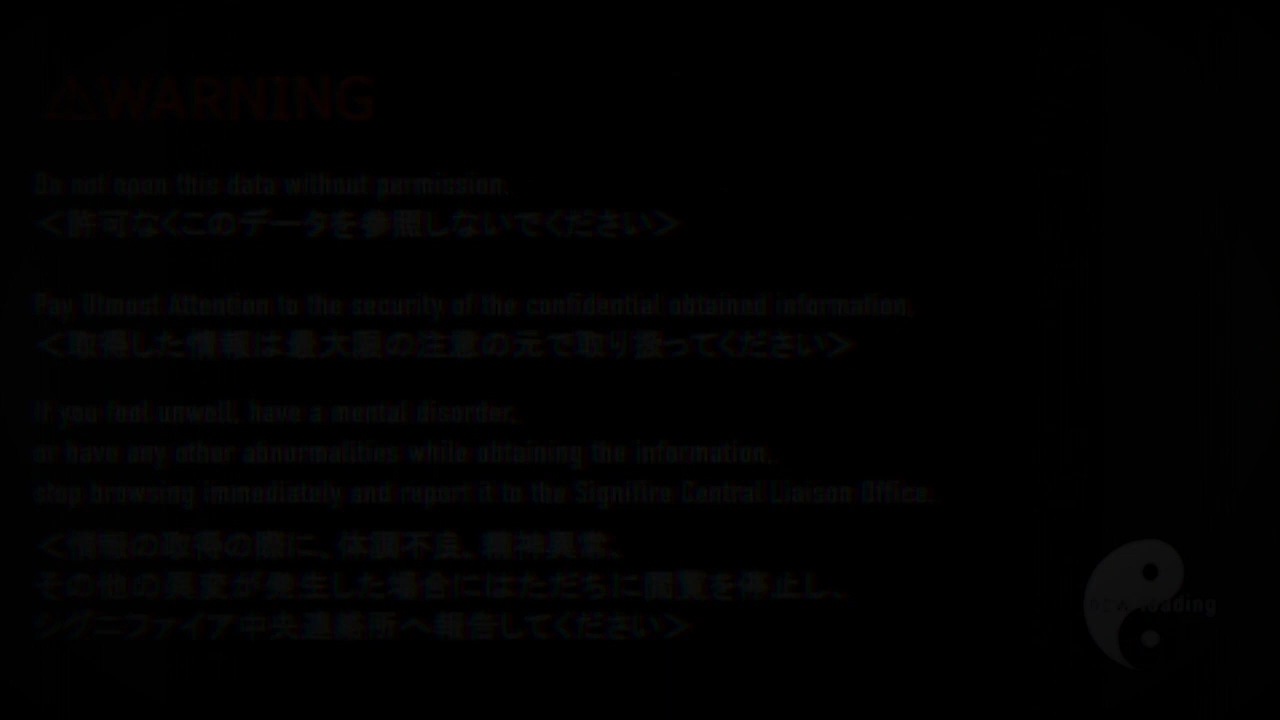 ⚠WARNING
Do not open this data without permission.
＜許可なくこのデータを参照しないでください＞
Pay Utmost Attention to the security of the confidential obtained information.
＜取得した情報は最大限の注意の元で取り扱ってください＞
If you feel unwell, have a mental disorder,
or have any other abnormalities while obtaining the information,
stop browsing immediately and report it to the Signifire Central Liaison Office.
＜情報の取得の際に、体調不良、精神異常、
その他の異変が発生した場合にはただちに閲覧を停止し、
シグニファイア中央連絡所へ報告してください＞
now loading